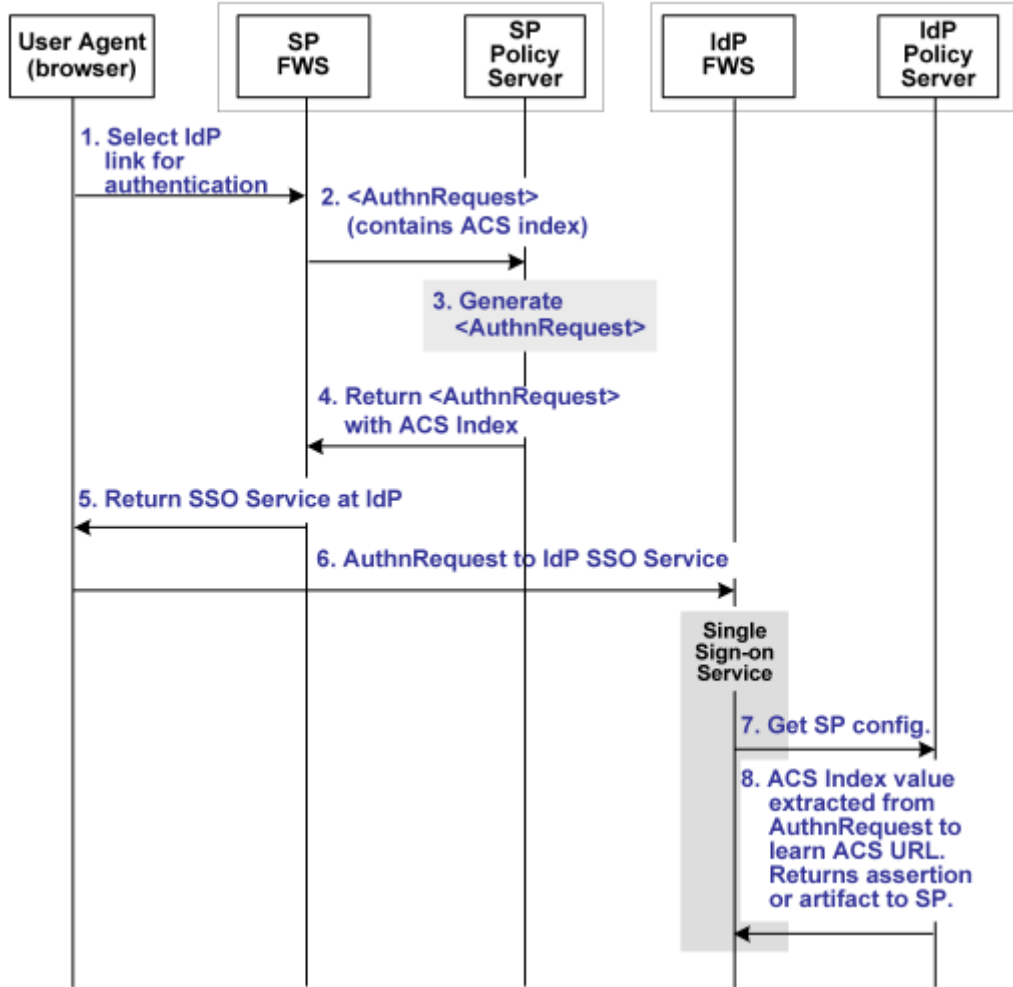 User Agent
(browser)
SP
FWS
SP
Policy
Server
IdP
FWS
IdP
Policy
Server
1. Select IdP
link for
authentication
2. <AuthnRequest>
(contains ACS index)
3. Generate
<AuthnRequest>
4. Return <AuthnRequest>
with ACS Index
5. Return SSO Service at IdP
6. AuthnRequest to IdP SSO Service
Single
Sign-on
Service
7. Get SP config.
8. ACS Index value
extracted from
AuthnRequest to
learn ACS URL.
Returns assertion
or artifact to SP.